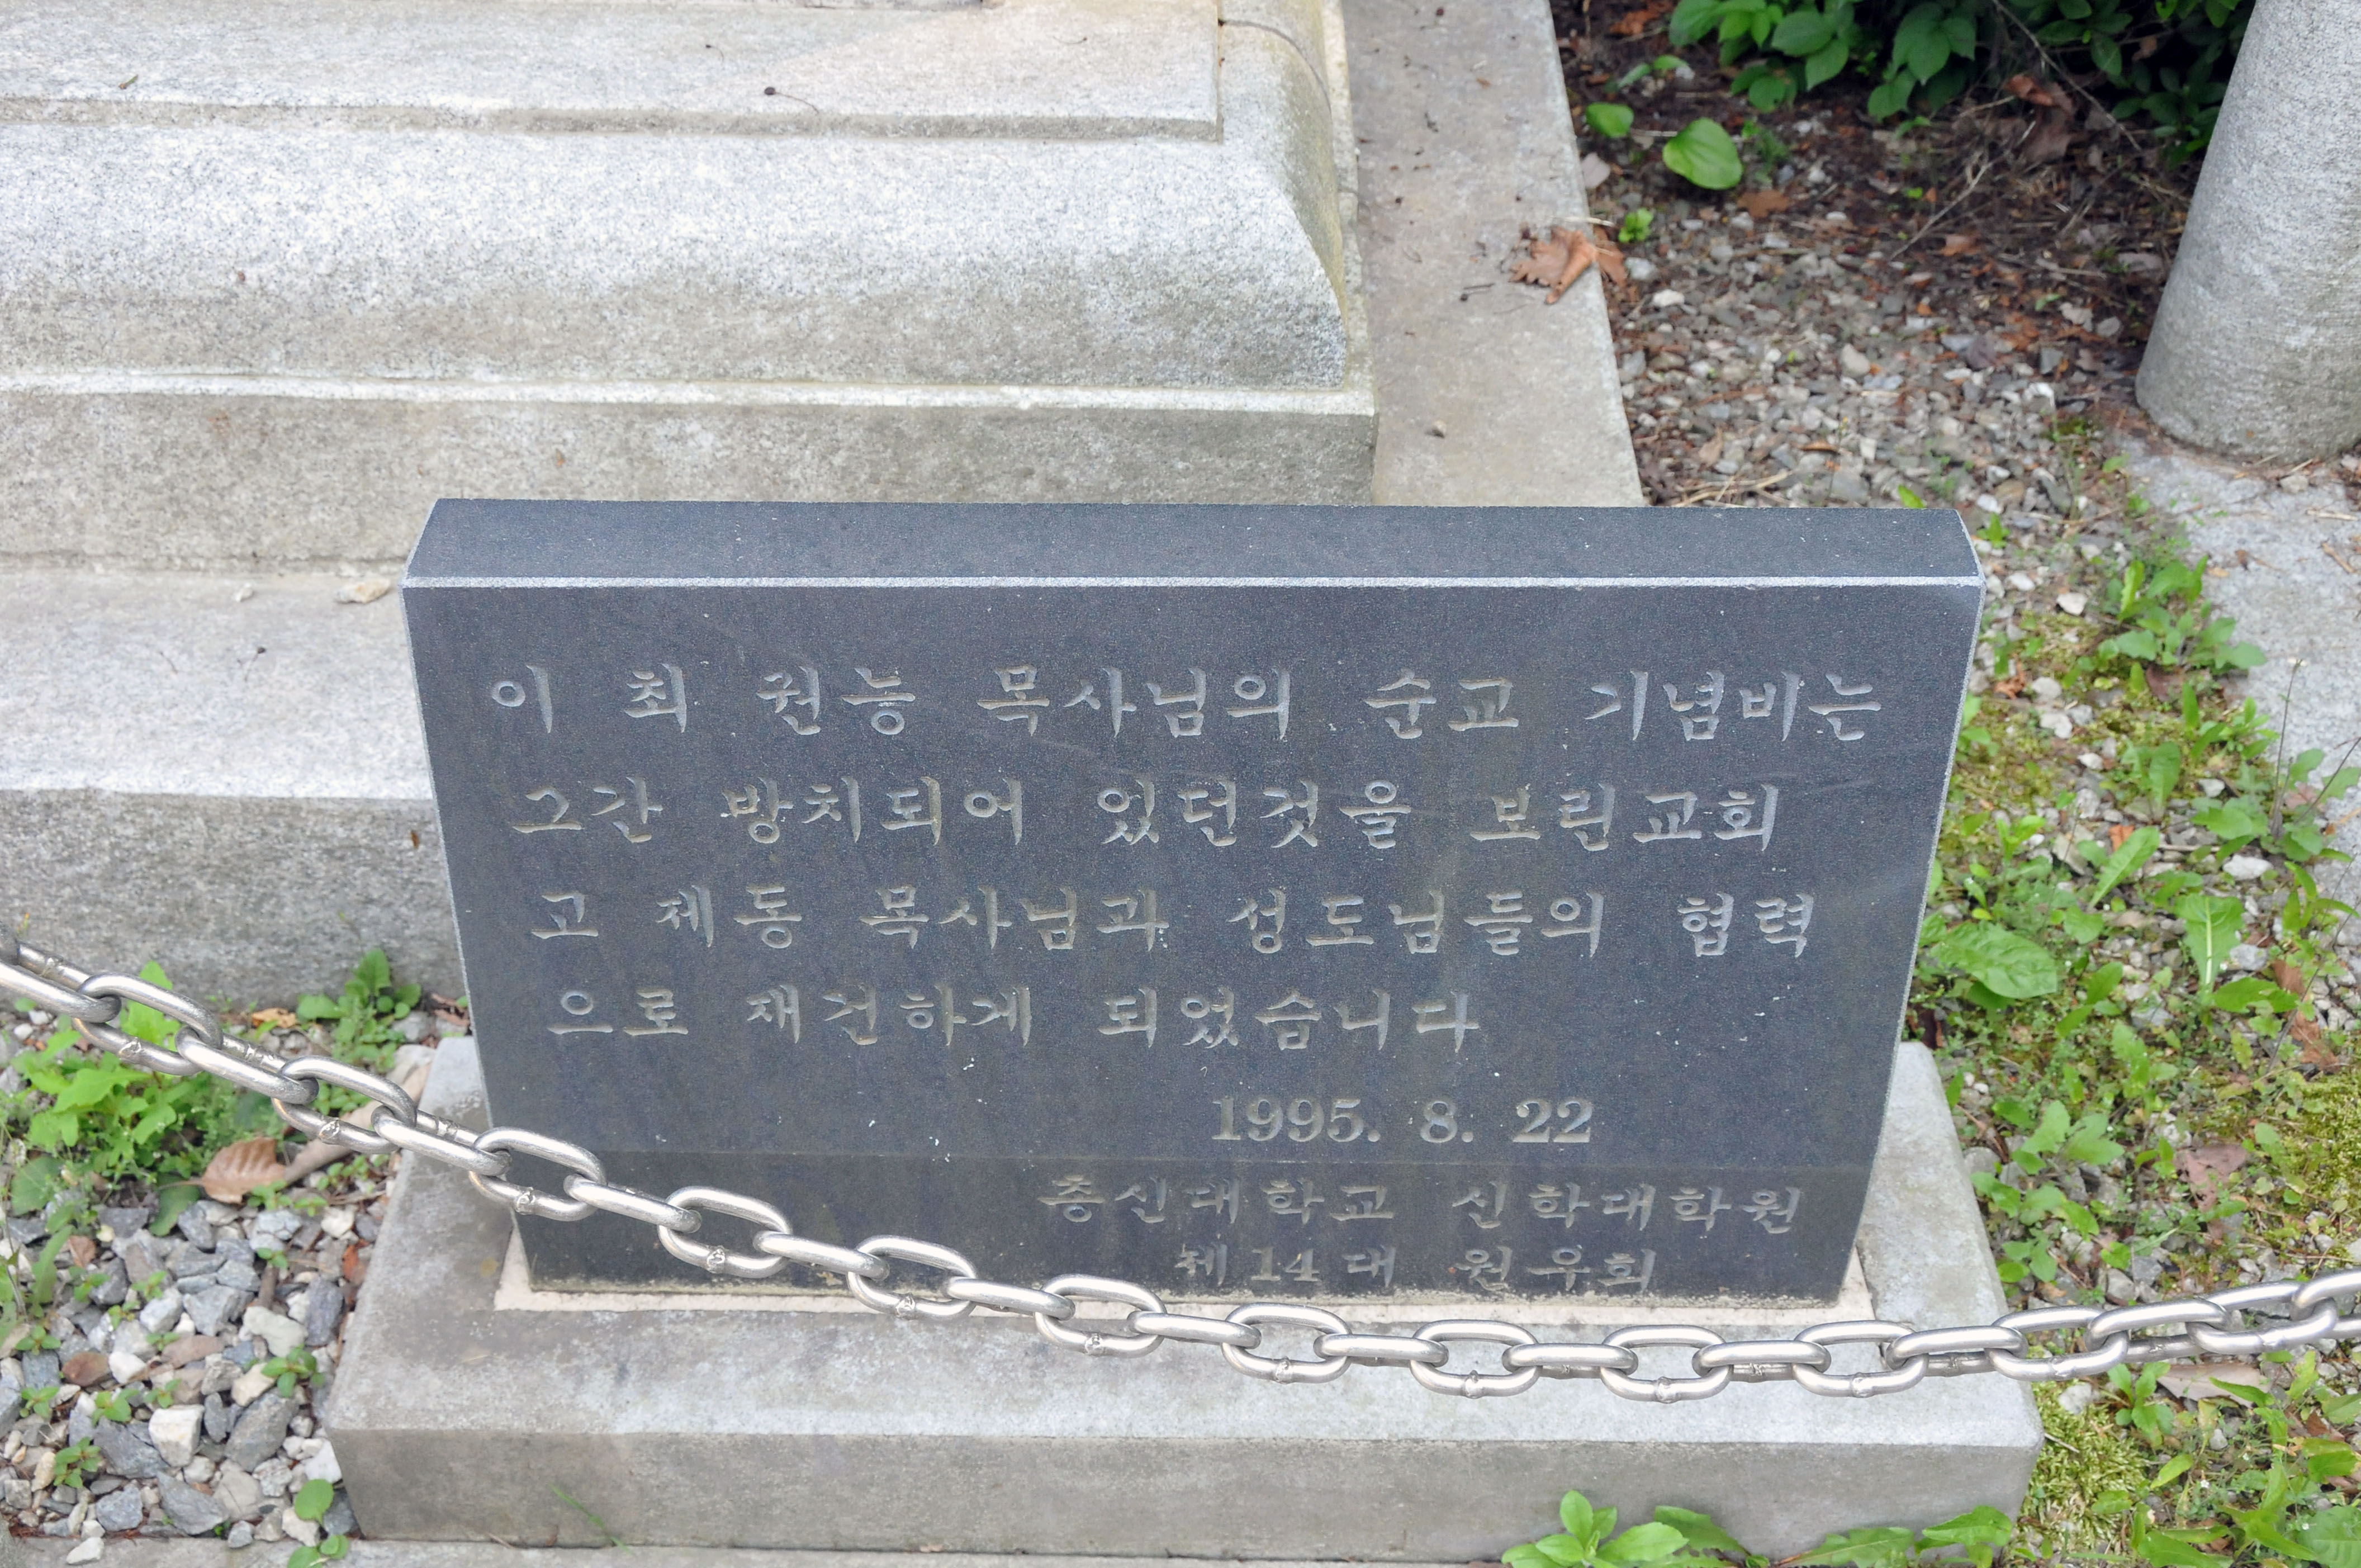 이 최 권능 목사님의 순교 기념비는
그간 방치되어 있던것을 보린교회
고 제동 목사님과 성도님들의 협력
으로 재건하게 되었습니다
1995. 8. 22
총신대학교 신학대학원
제 14 대 원우회